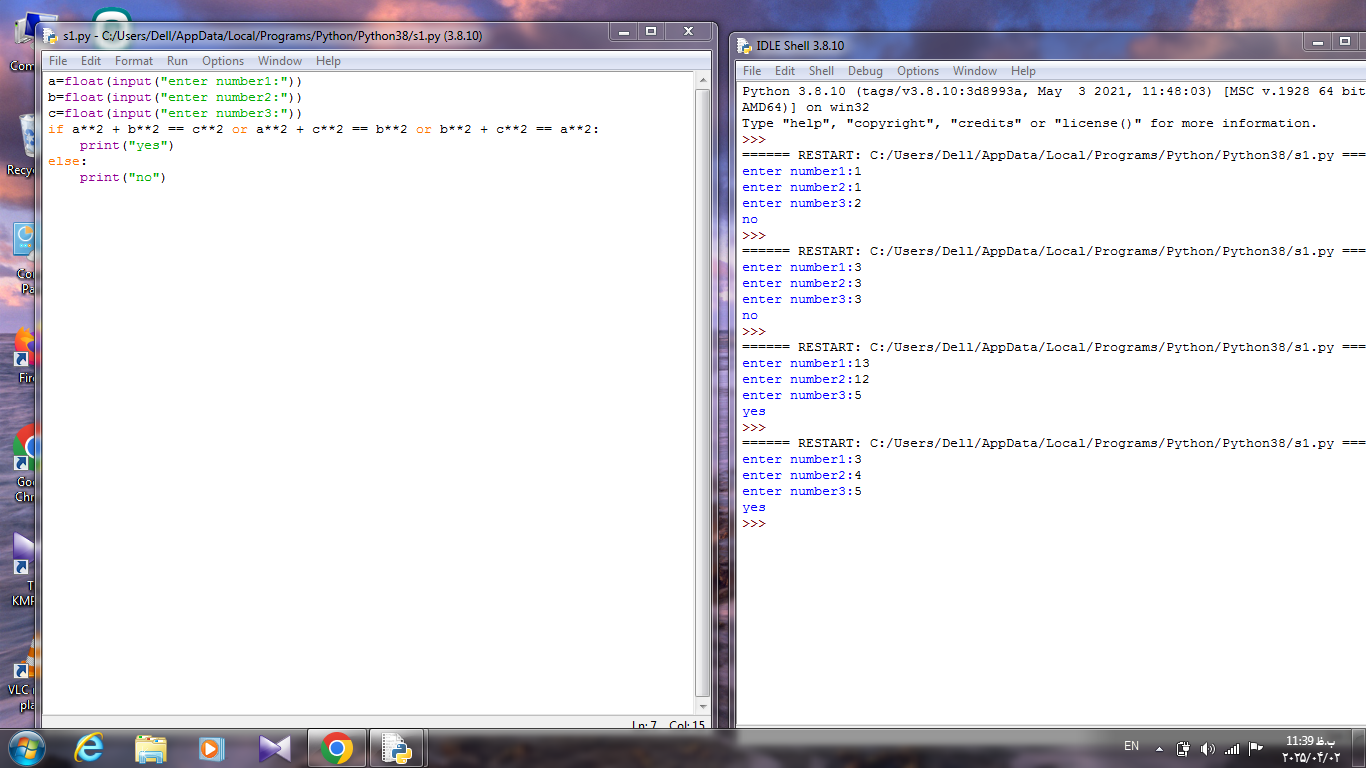 s1.py - C:/Users/Dell/AppData/Local/Programs/Python/Python38/s1.py (3.8.10)
File Edit Format Run Options Window Help
a=float(input("enter number1:"))
b=float(input("enter number2:"))
c=float(input("enter number3:"))
if a**2 + b**2 == c**2 or a**2 + c**2 == b**2 or b**2 + c**2 == a**2:
    print("yes")
else:
    print("no")
Ln: 7 Col: 15
IDLE Shell 3.8.10
File Edit Shell Debug Options Window Help
Python 3.8.10 (tags/v3.8.10:3d8993a, May  3 2021, 11:48:03) [MSC v.1928 64 bit
AMD64)] on win32
Type "help", "copyright", "credits" or "license()" for more information.
>>>
====== RESTART: C:/Users/Dell/AppData/Local/Programs/Python/Python38/s1.py ===
enter number1:1
enter number2:1
enter number3:2
no
>>>
====== RESTART: C:/Users/Dell/AppData/Local/Programs/Python/Python38/s1.py ===
enter number1:3
enter number2:3
enter number3:3
no
>>>
====== RESTART: C:/Users/Dell/AppData/Local/Programs/Python/Python38/s1.py ===
enter number1:13
enter number2:12
enter number3:5
yes
>>>
====== RESTART: C:/Users/Dell/AppData/Local/Programs/Python/Python38/s1.py ===
enter number1:3
enter number2:4
enter number3:5
yes
>>>
Com
Recy
Co
Pa
Fire
Goo
Chr
T
KMP
VLC
pla
EN
11:39 ب.ظ
۲۰۲۵/۰۴/۰۲